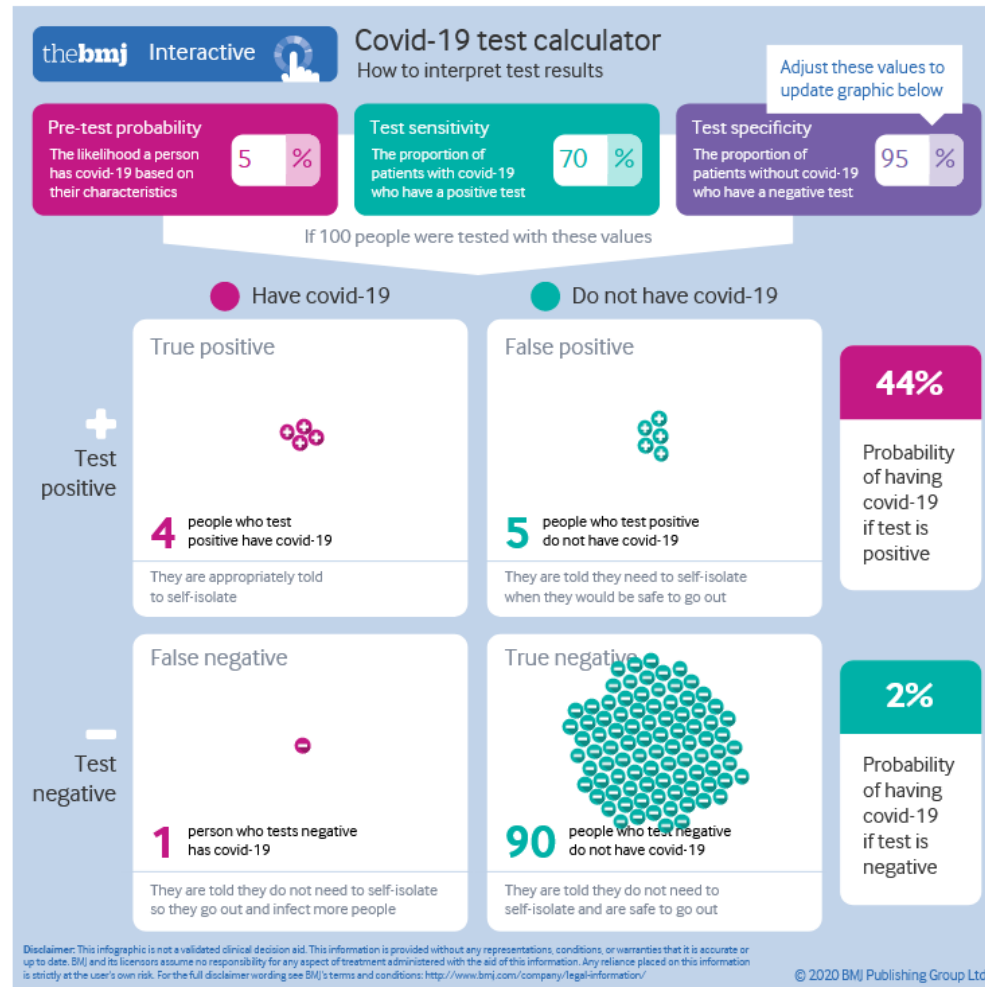 thebmj Interactive
Covid-19 test calculator
How to interpret test results
Adjust these values to
update graphic below
Pre-test probability
The likelihood a person
has covid-19 based on
their characteristics
5 %
Test sensitivity
The proportion of
patients with covid-19
who have a positive test
70 %
Test specificity
The proportion of
patients without covid-19
who have a negative test
95 %
If 100 people were tested with these values
Have covid-19
Do not have covid-19
Test
positive
True positive
4 people who test
positive have covid-19
They are appropriately told
to self-isolate
False positive
5 people who test positive
do not have covid-19
They are told they need to self-isolate
when they would be safe to go out
44%
Probability
of having
covid-19
if test is
positive
Test
negative
False negative
1 person who tests negative
has covid-19
They are told they do not need to self-isolate
so they go out and infect more people
True negative
90 people who test negative
do not have covid-19
They are told they do not need to
self-isolate and are safe to go out
2%
Probability
of having
covid-19
if test is
negative
Disclaimer: This infographic is not a validated clinical decision aid. This information is provided without any representations, conditions, or warranties that it is accurate or
up to date. BMJ and its licensors assume no responsibility for any aspect of treatment administered with the aid of this information. Any reliance placed on this information
is strictly at the user's own risk. For the full disclaimer wording see BMJ's terms and conditions: http://www.bmj.com/company/legal-information/
© 2020 BMJ Publishing Group Ltd